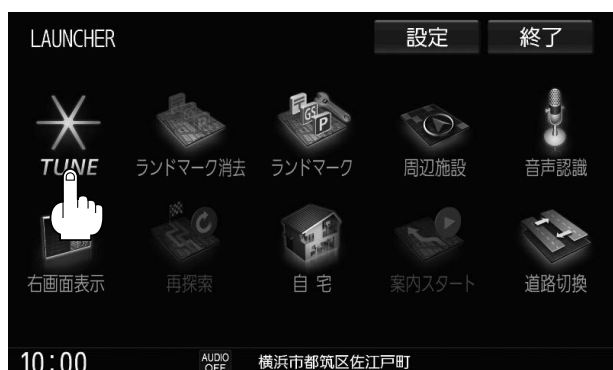 LAUNCHER 設定 終了
GS
P
TUNE ランドマーク消去 ランドマーク 周辺施設 音声認識
右画面表示 再探索 自宅 案内スタート 道路切換
10:00 AUDIO OFF 横浜市都筑区佐江戸町